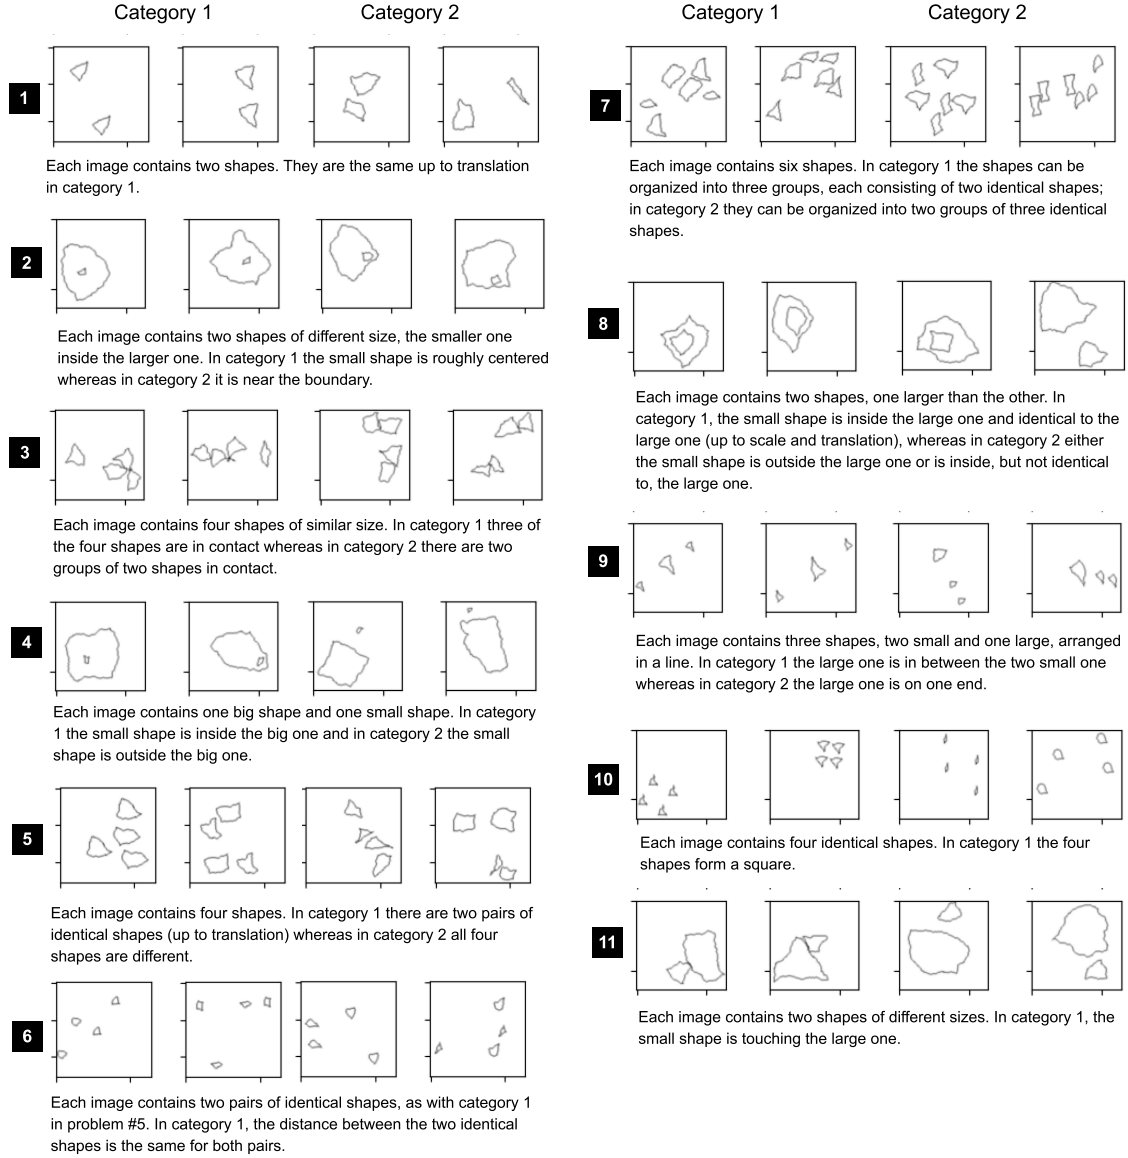 Category 1
Category 2
1
Each image contains two shapes. They are the same up to translation
in category 1.
2
Each image contains two shapes of different size, the smaller one
inside the larger one. In category 1 the small shape is roughly centered
whereas in category 2 it is near the boundary.
3
Each image contains four shapes of similar size. In category 1 three of
the four shapes are in contact whereas in category 2 there are two
groups of two shapes in contact.
4
Each image contains one big shape and one small shape. In category
1 the small shape is inside the big one and in category 2 the small
shape is outside the big one.
5
Each image contains four shapes. In category 1 there are two pairs of
identical shapes (up to translation) whereas in category 2 all four
shapes are different.
6
Each image contains two pairs of identical shapes, as with category 1
in problem #5. In category 1, the distance between the two identical
shapes is the same for both pairs.
Category 1
Category 2
7
Each image contains six shapes. In category 1 the shapes can be
organized into three groups, each consisting of two identical shapes;
in category 2 they can be organized into two groups of three identical
shapes.
8
Each image contains two shapes, one larger than the other. In
category 1, the small shape is inside the large one and identical to the
large one (up to scale and translation), whereas in category 2 either
the small shape is outside the large one or is inside, but not identical
to, the large one.
9
Each image contains three shapes, two small and one large, arranged
in a line. In category 1 the large one is in between the two small one
whereas in category 2 the large one is on one end.
10
Each image contains four identical shapes. In category 1 the four
shapes form a square.
11
Each image contains two shapes of different sizes. In category 1, the
small shape is touching the large one.